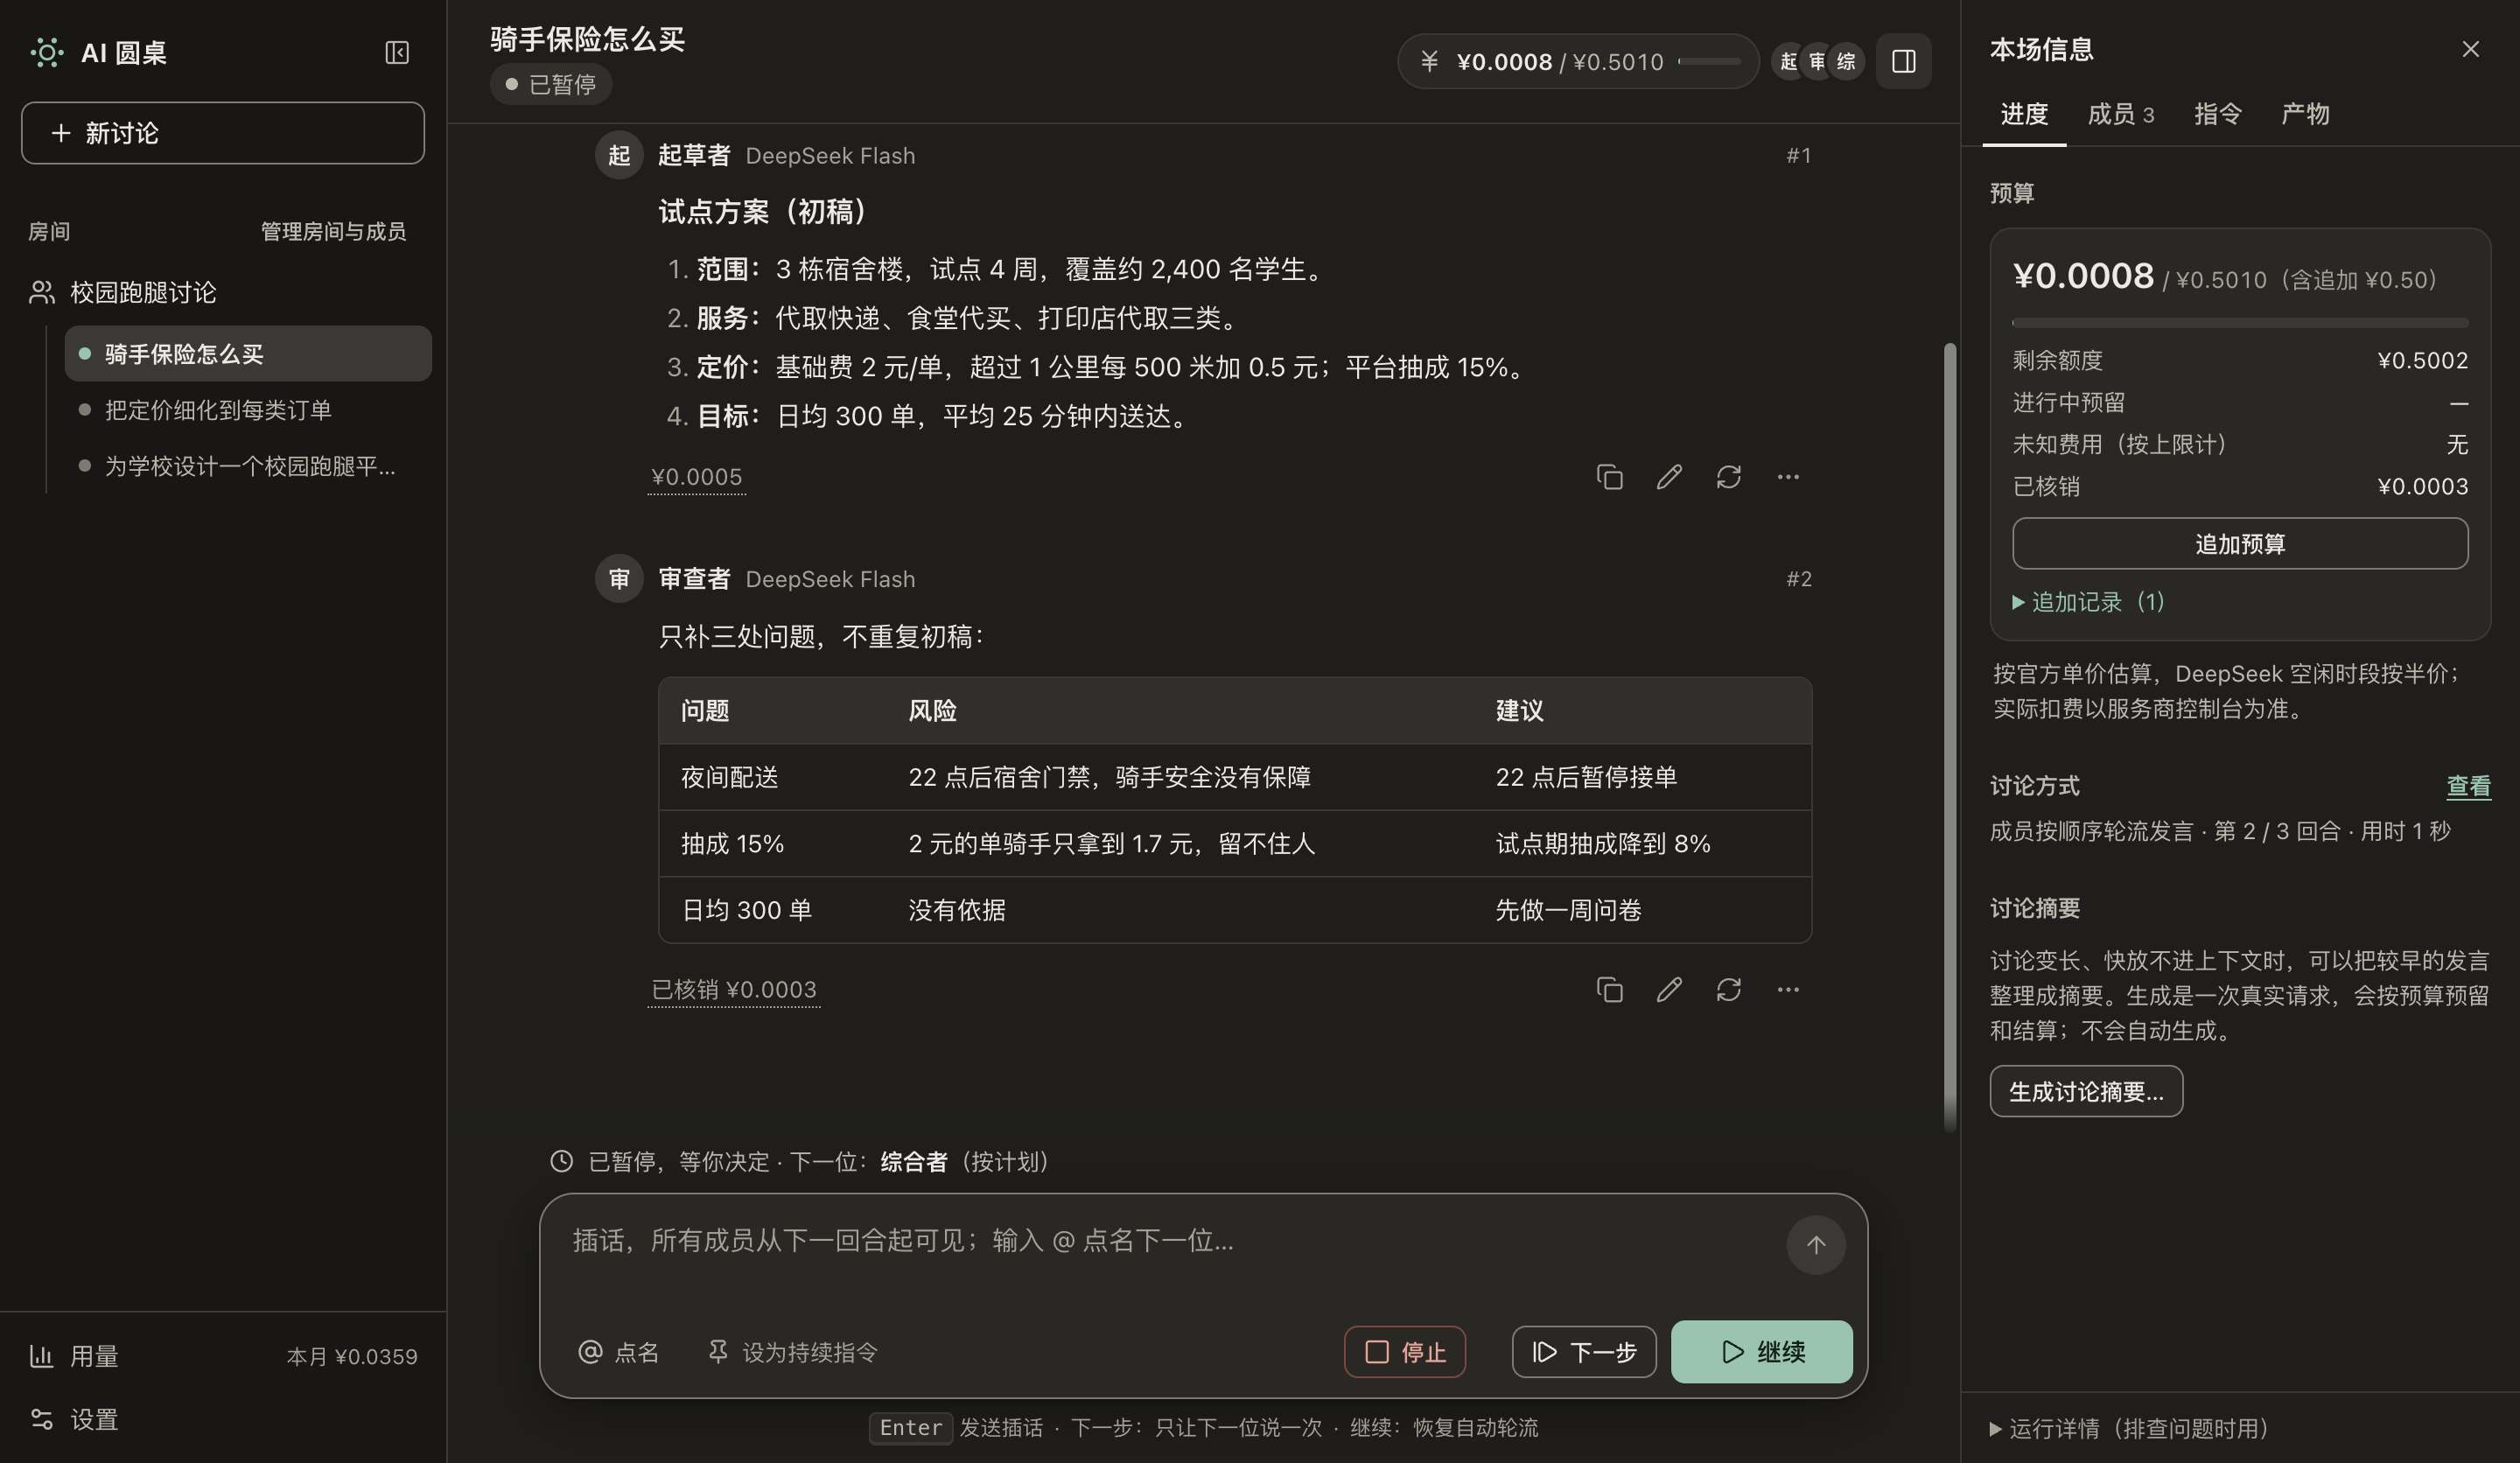 AI 圆桌
新讨论
房间 管理房间与成员
校园跑腿讨论
骑手保险怎么买
把定价细化到每类订单
为学校设计一个校园跑腿平...
用量 本月 ¥0.0359
设置
骑手保险怎么买
已暂停
¥0.0008 / ¥0.5010
起 审 综
起 起草者 DeepSeek Flash #1
试点方案（初稿）
1. 范围：3 栋宿舍楼，试点 4 周，覆盖约 2,400 名学生。
2. 服务：代取快递、食堂代买、打印店代取三类。
3. 定价：基础费 2 元/单，超过 1 公里每 500 米加 0.5 元；平台抽成 15%。
4. 目标：日均 300 单，平均 25 分钟内送达。
¥0.0005
审 审查者 DeepSeek Flash #2
只补三处问题，不重复初稿：
问题 风险 建议
夜间配送 22 点后宿舍门禁，骑手安全没有保障 22 点后暂停接单
抽成 15% 2 元的单骑手只拿到 1.7 元，留不住人 试点期抽成降到 8%
日均 300 单 没有依据 先做一周问卷
已核销 ¥0.0003
已暂停，等你决定 · 下一位：综合者（按计划）
插话，所有成员从下一回合起可见；输入 @ 点名下一位...
@ 点名 设为持续指令 停止 下一步 继续
Enter 发送插话 · 下一步：只让下一位说一次 · 继续：恢复自动轮流
本场信息
进度 成员 3 指令 产物
预算
¥0.0008 / ¥0.5010（含追加 ¥0.50）
剩余额度 ¥0.5002
进行中预留 —
未知费用（按上限计） 无
已核销 ¥0.0003
追加预算
追加记录（1）
按官方单价估算，DeepSeek 空闲时段按半价；
实际扣费以服务商控制台为准。
讨论方式 查看
成员按顺序轮流发言 · 第 2 / 3 回合 · 用时 1 秒
讨论摘要
讨论变长、快放不进上下文时，可以把较早的发言
整理成摘要。生成是一次真实请求，会按预算预留
和结算；不会自动生成。
生成讨论摘要...
运行详情（排查问题时用）